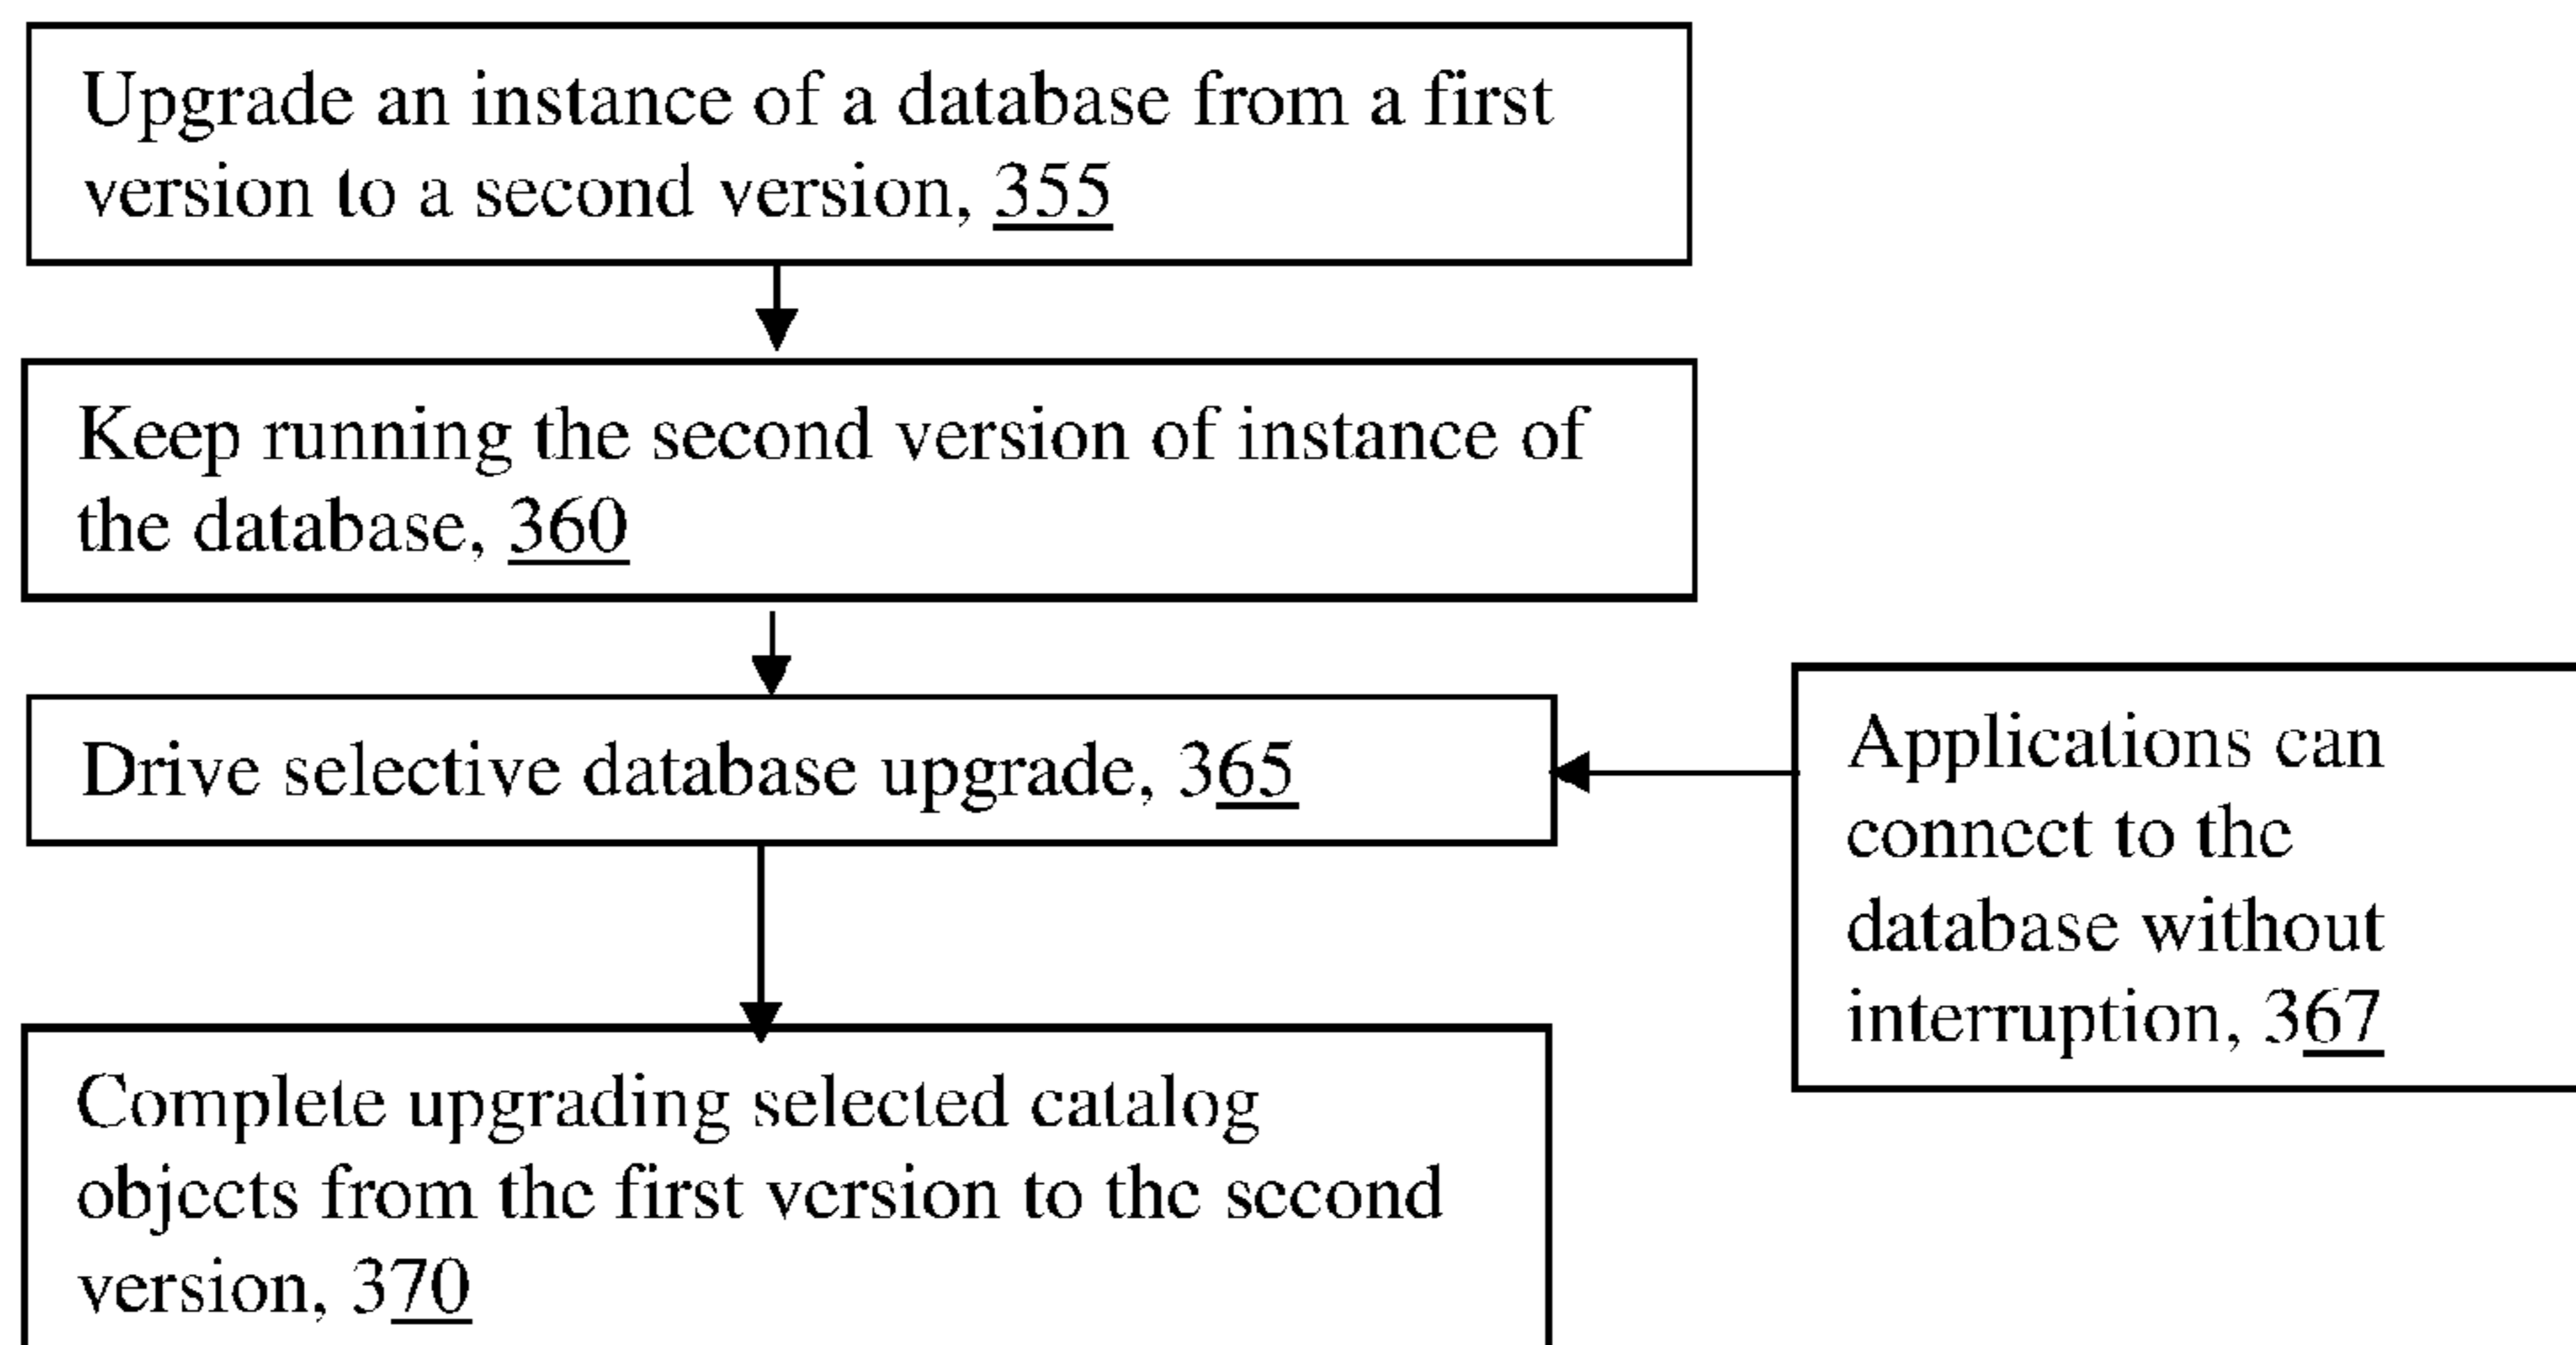 Upgrade an instance of a database from a first
version to a second version, 355
Keep running the second version of instance of
the database, 360
Drive selective database upgrade, 365
Applications can
connect to the
database without
interruption, 367
Complete upgrading selected catalog
objects from the first version to the second
version, 370